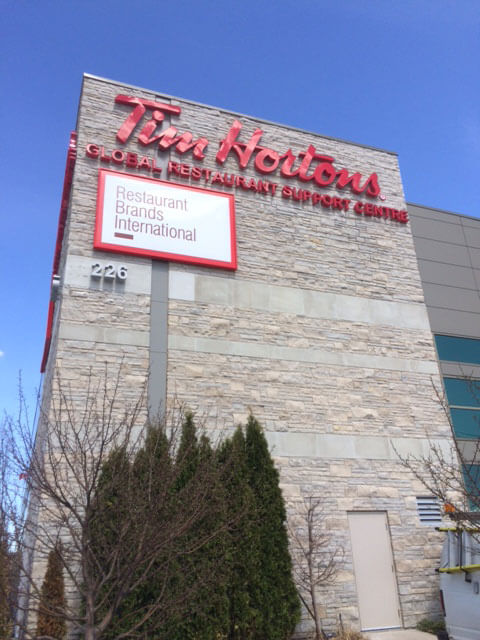 Tim Hortons
GLOBAL RESTAURANT SUPPORT CENTRE
Restaurant
Brands
International
226